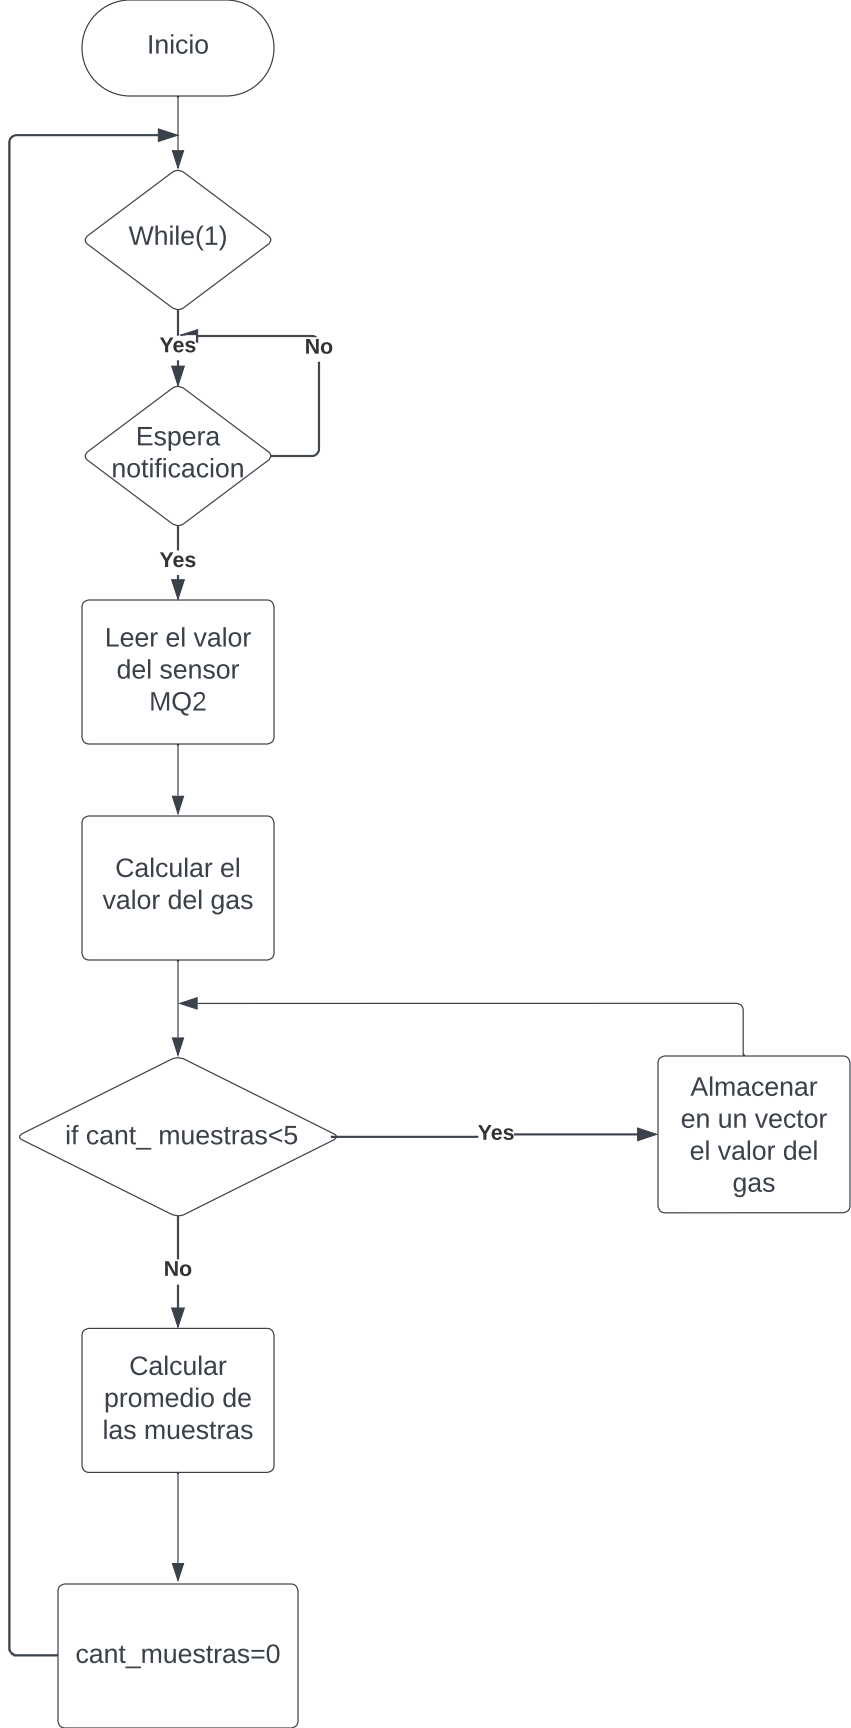 Inicio
While(1)
Yes
No
Espera
notificacion
Yes
Leer el valor
del sensor
MQ2
Calcular el
valor del gas
if cant_ muestras<5
Yes
Almacenar
en un vector
el valor del
gas
No
Calcular
promedio de
las muestras
cant_muestras=0